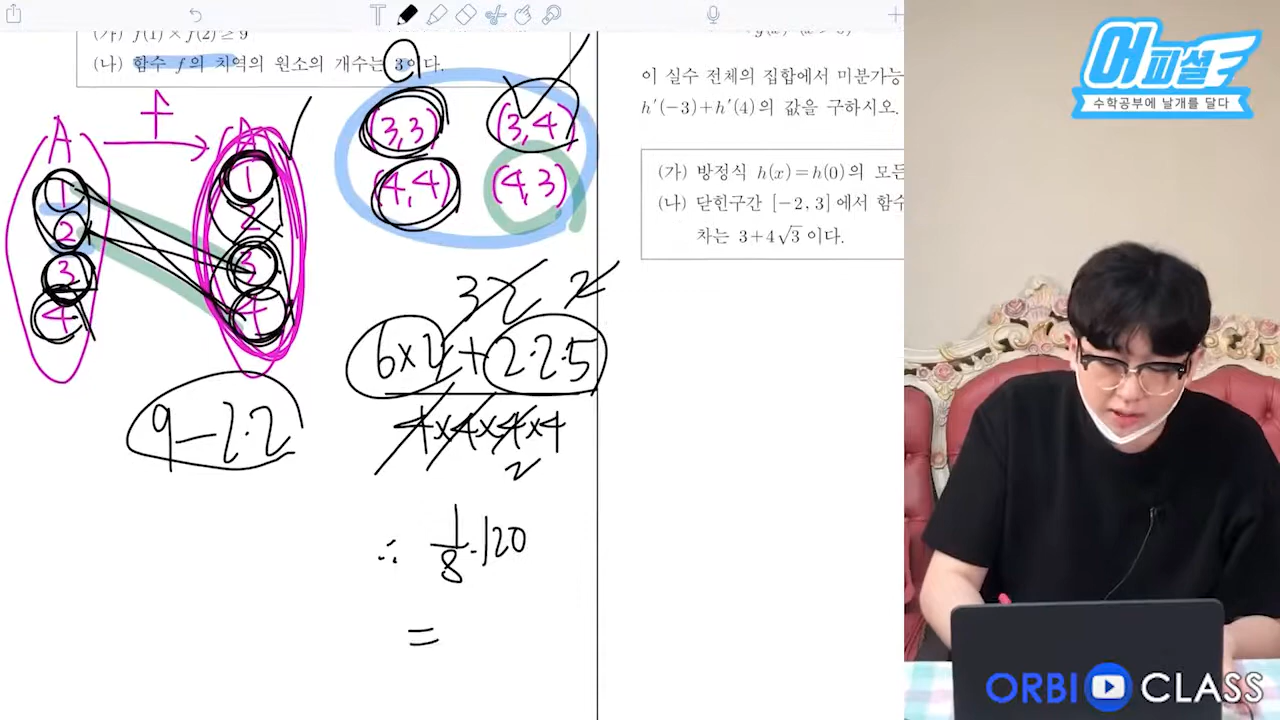 (가) f(1)×f(2)≥9
(나) 함수 f의 치역의 원소의 개수는 3이다.
A f A
1 1
2 2
3 3
4 4
(3,3) (3,4)
(4,4) (4,3)
6×2+2·2·5
4×4×4×4
2
9-2·2
∴ 1/8·120
=
이 실수 전체의 집합에서 미분가능
h′(-3)+h′(4)의 값을 구하시오.
(가) 방정식 h(x)=h(0)의 모든
(나) 닫힌구간 [-2, 3]에서 함수
차는 3+4√3이다.
어피셜
수학공부에 날개를 달다
ORBI CLASS